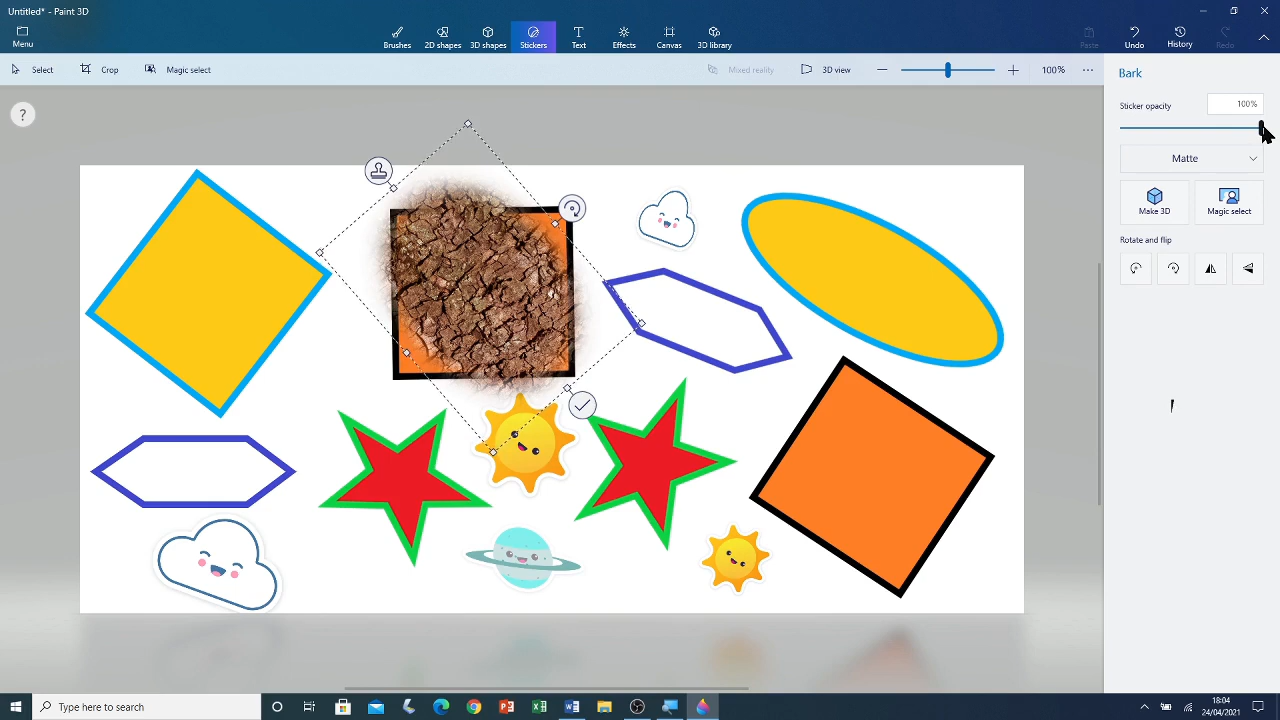 Untitled* - Paint 3D
Menu
Brushes
2D shapes
3D shapes
Stickers
Text
Effects
Canvas
3D library
Paste
Undo
History
Redo
Select
Crop
Magic select
Mixed reality
3D view
100%
?
Bark
Sticker opacity
100%
Matte
Make 3D
Magic select
Rotate and flip
Type here to search
18:04
24/04/2021